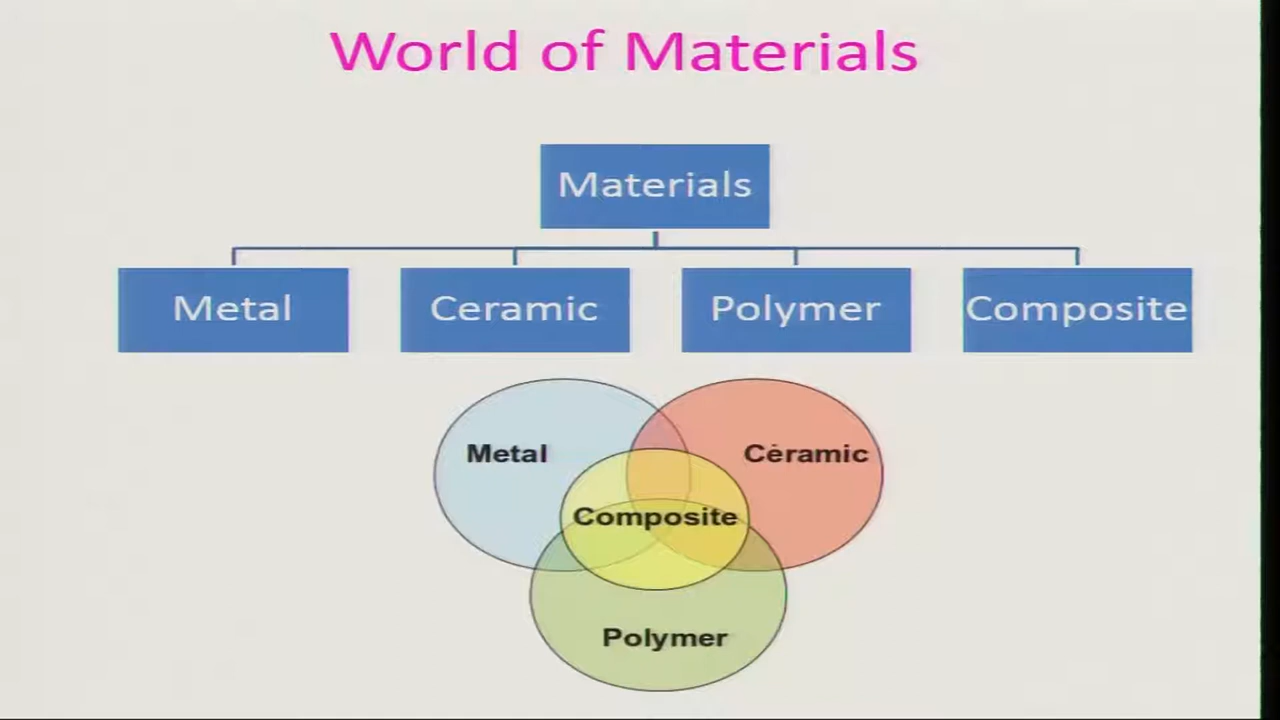 World of Materials
Materials
Metal
Ceramic
Polymer
Composite
Metal
Ceramic
Composite
Polymer